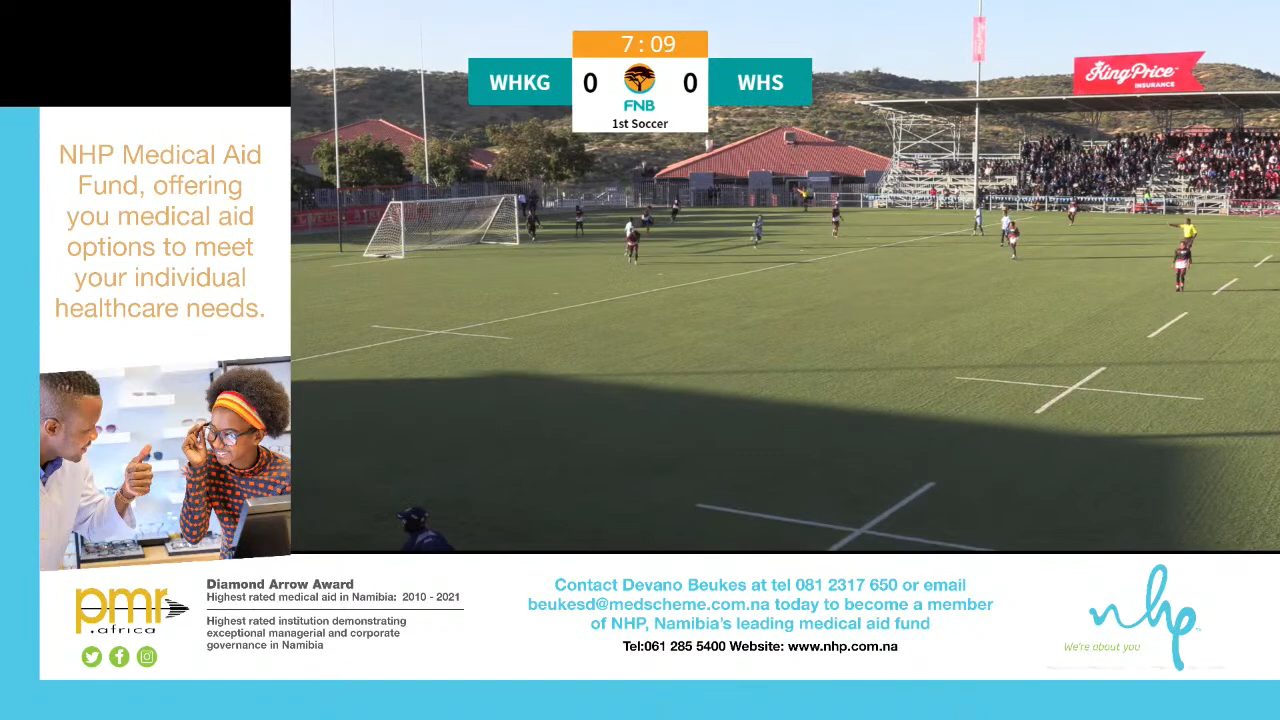 7:09
WHKG
0
0
WHS
FNB
1st Soccer
KingPrice
INSURANCE
NHP Medical Aid
Fund, offering
you medical aid
options to meet
your individual
healthcare needs.
pmr
.africa
Diamond Arrow Award
Highest rated medical aid in Namibia: 2010 - 2021
Highest rated institution demonstrating
exceptional managerial and corporate
governance in Namibia
Contact Devano Beukes at tel 081 2317 650 or email
beukesd@medscheme.com.na today to become a member
of NHP, Namibia's leading medical aid fund
Tel:061 285 5400 Website: www.nhp.com.na
nhp
We're about you